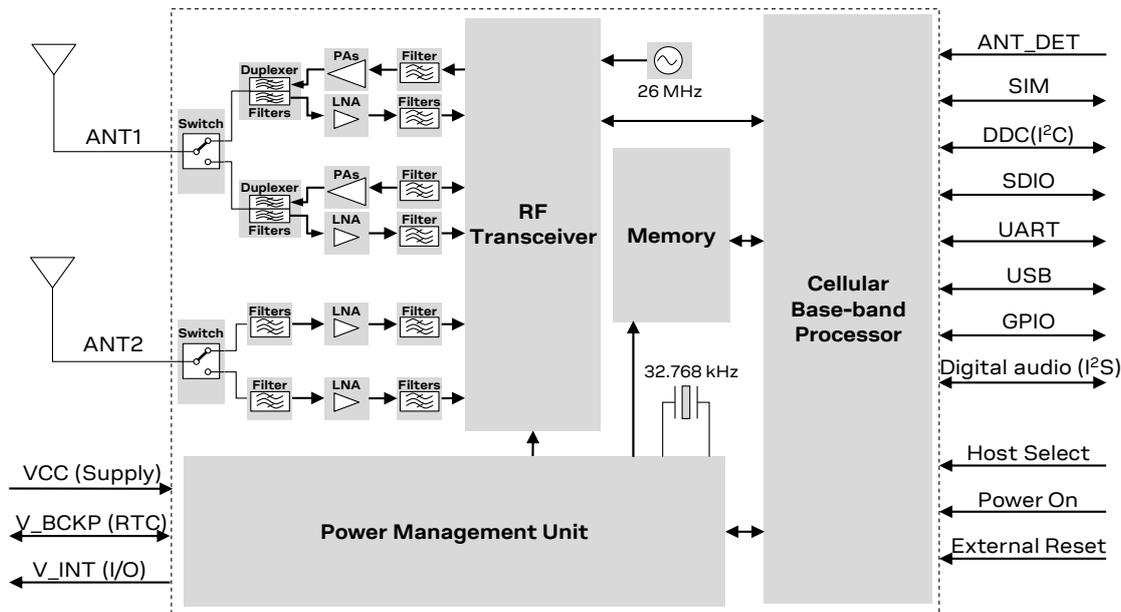 ANT1
Switch
Duplexer
Filters
PAs
Filter
LNA
Filters
Duplexer
Filters
PAs
Filter
LNA
Filter
ANT2
Switch
Filters
LNA
Filter
Filter
LNA
Filters
RF
Transceiver
26 MHz
Memory
32.768 kHz
Cellular
Base-band
Processor
Power Management Unit
VCC (Supply)
V_BCKP (RTC)
V_INT (I/O)
ANT_DET
SIM
DDC(I²C)
SDIO
UART
USB
GPIO
Digital audio (I²S)
Host Select
Power On
External Reset